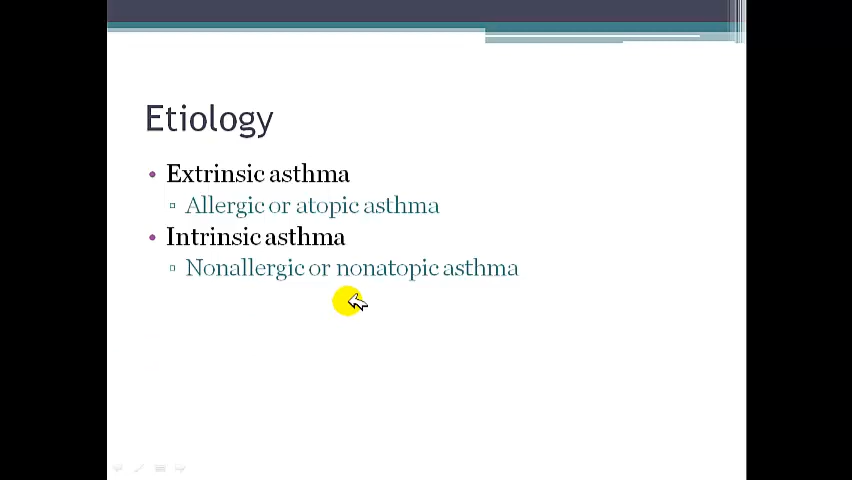 Etiology
• Extrinsic asthma
▫ Allergic or atopic asthma
• Intrinsic asthma
▫ Nonallergic or nonatopic asthma